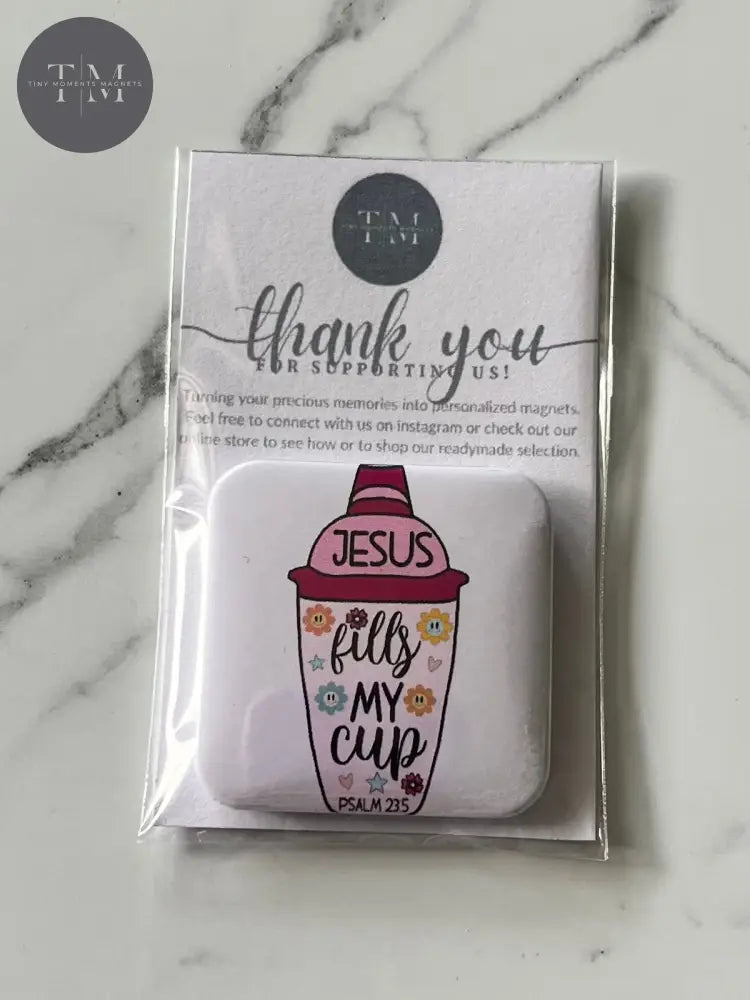 T M
TINY MOMENTS MAGNETS
T M
thank you
FOR SUPPORTING US!
Turning your precious memories into personalized magnets.
Feel free to connect with us on instagram or check out our
online store to see how or to shop our readymade selection.
JESUS
fills
MY
cup
PSALM 23:5